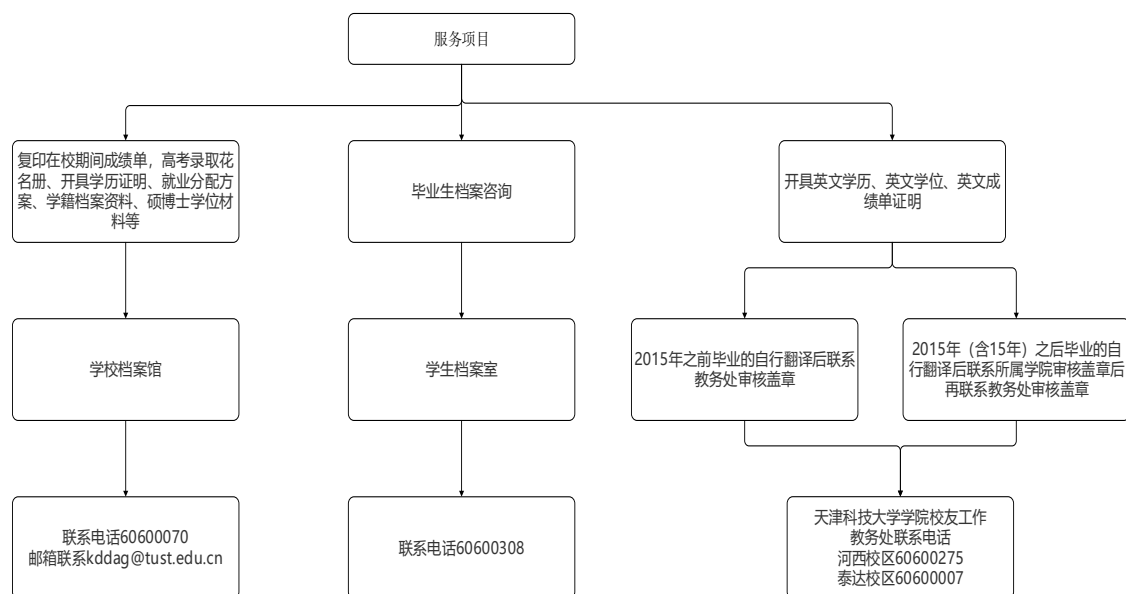 服务项目
复印在校期间成绩单，高考录取花
名册、开具学历证明、就业分配方
案、学籍档案资料、硕博士学位材
料等
毕业生档案咨询
开具英文学历、英文学位、英文成
绩单证明
学校档案馆
学生档案室
2015年之前毕业的自行翻译后联系
教务处审核盖章
2015年（含15年）之后毕业的自
行翻译后联系所属学院审核盖章后
再联系教务处审核盖章
联系电话60600070
邮箱联系kddag@tust.edu.cn
联系电话60600308
天津科技大学学院校友工作
教务处联系电话
河西校区60600275
泰达校区60600007